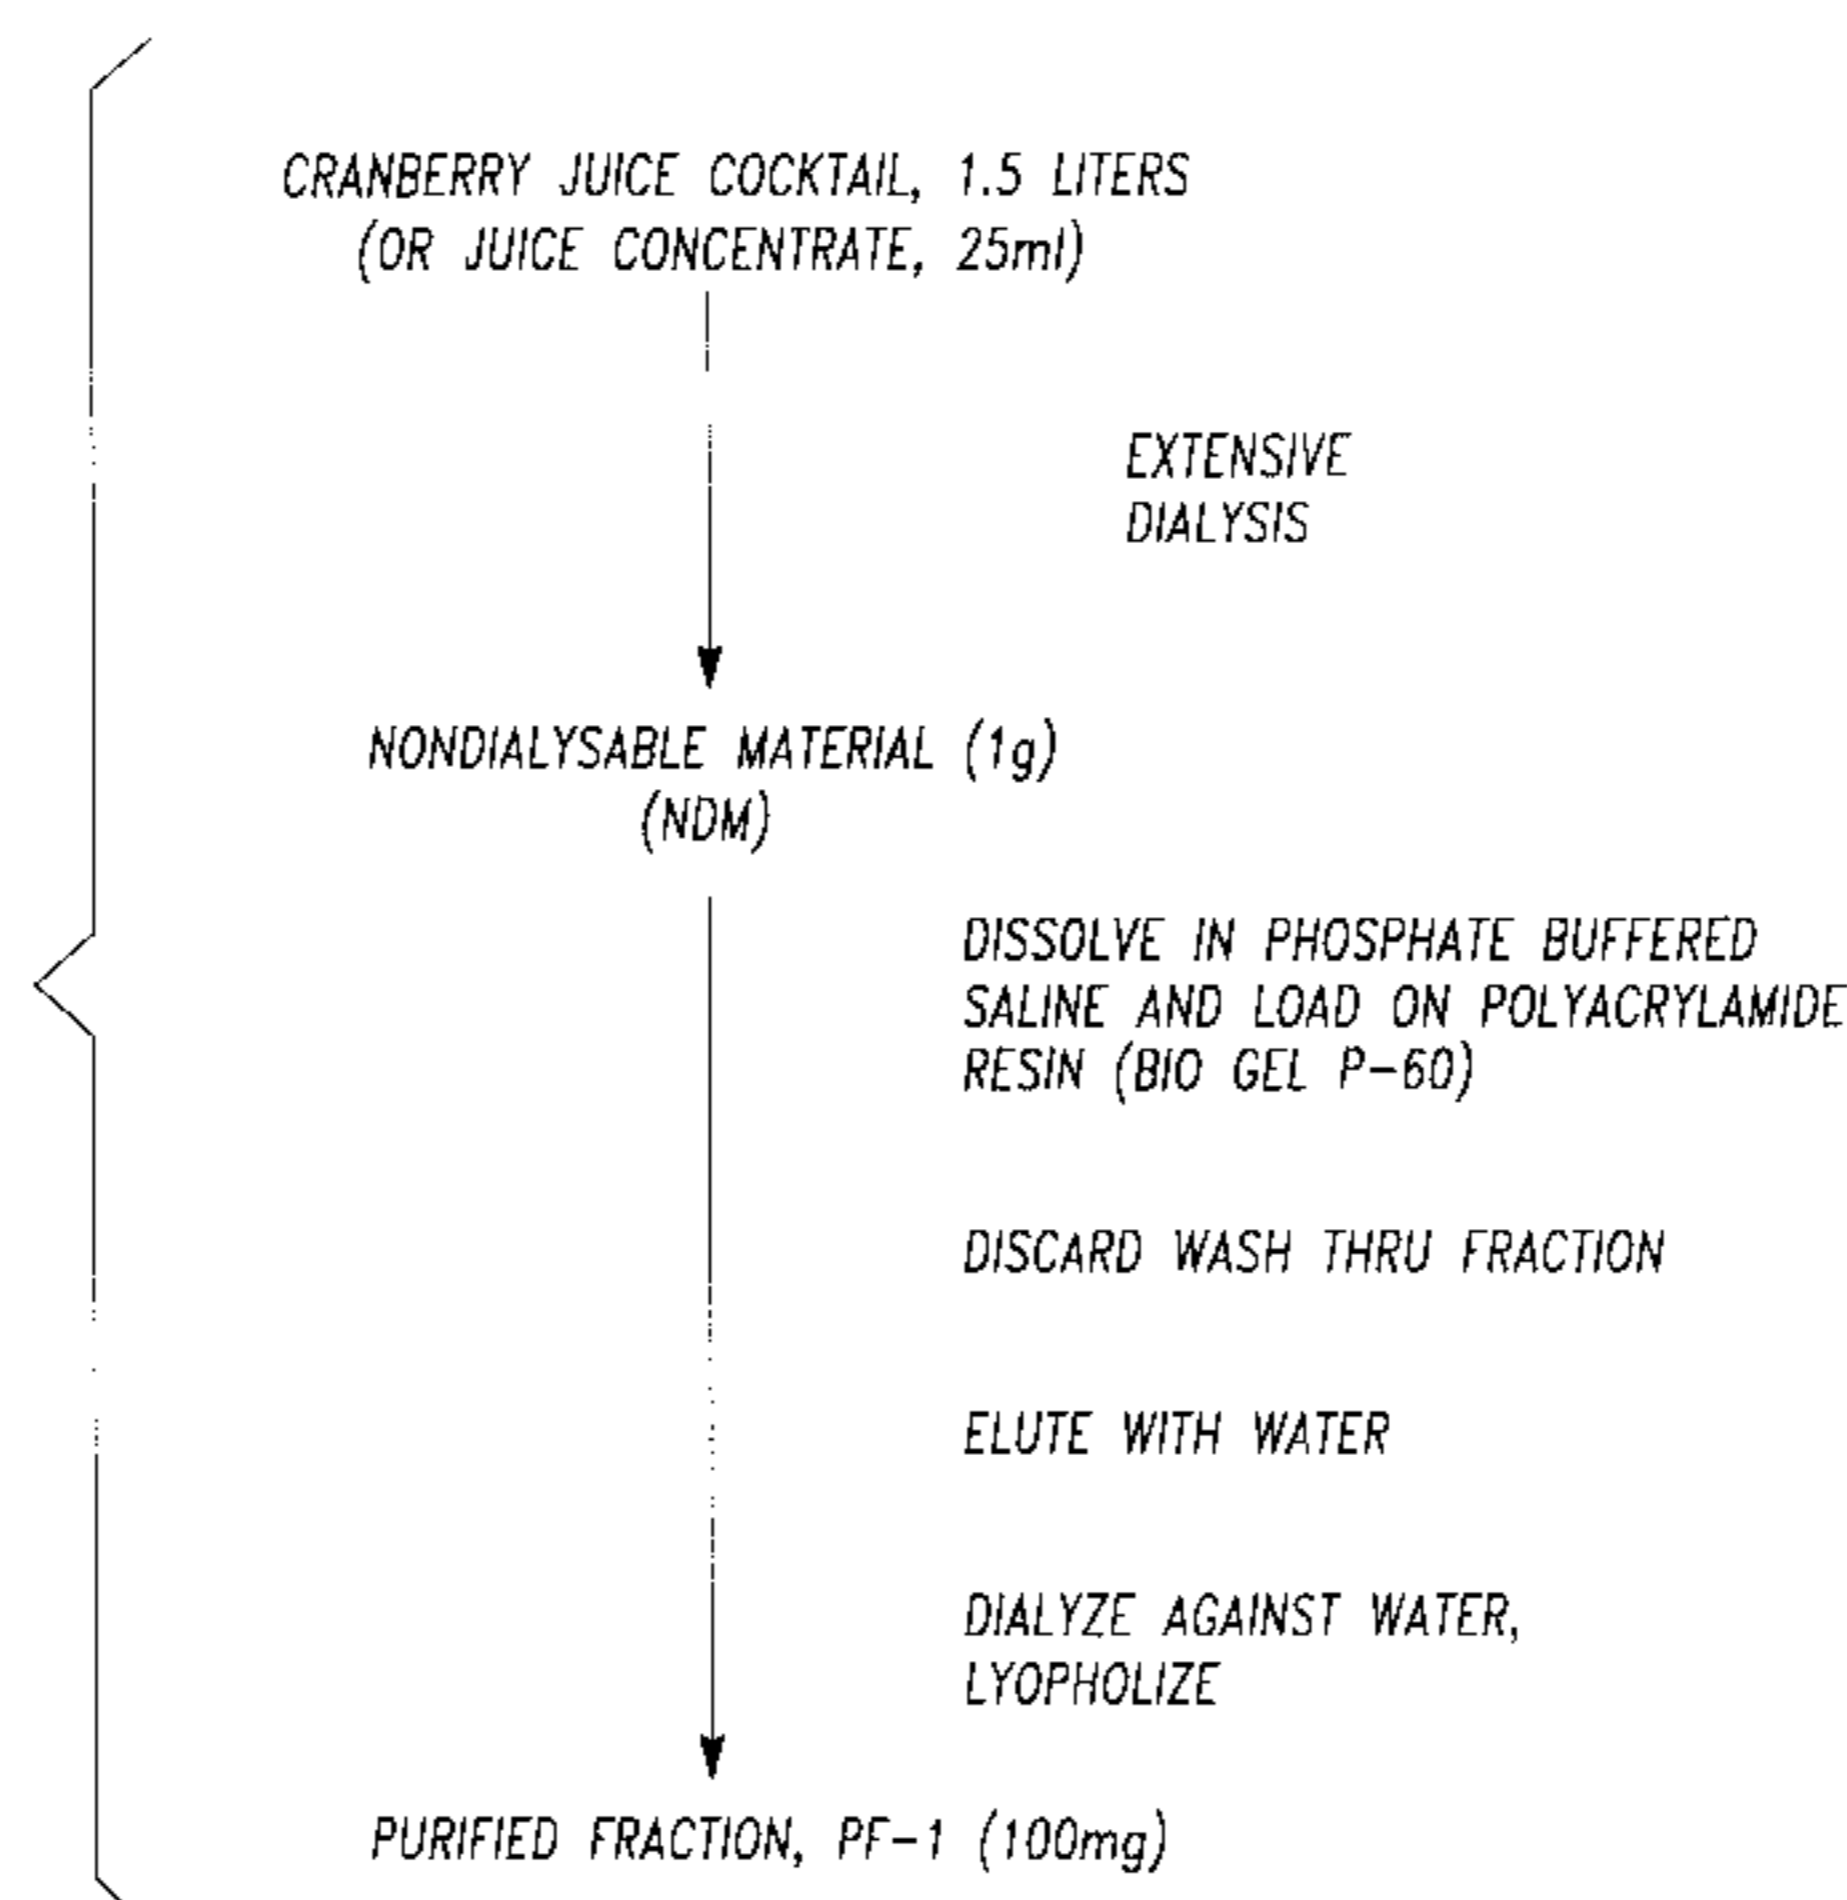 CRANBERRY JUICE COCKTAIL, 1.5 LITERS
(OR JUICE CONCENTRATE, 25ml)
EXTENSIVE
DIALYSIS
NONDIALYSABLE MATERIAL (1g)
(NDM)
DISSOLVE IN PHOSPHATE BUFFERED
SALINE AND LOAD ON POLYACRYLAMIDE
RESIN (BIO GEL P-60)
DISCARD WASH THRU FRACTION
ELUTE WITH WATER
DIALYZE AGAINST WATER,
LYOPHOLIZE
PURIFIED FRACTION, PF-1 (100mg)